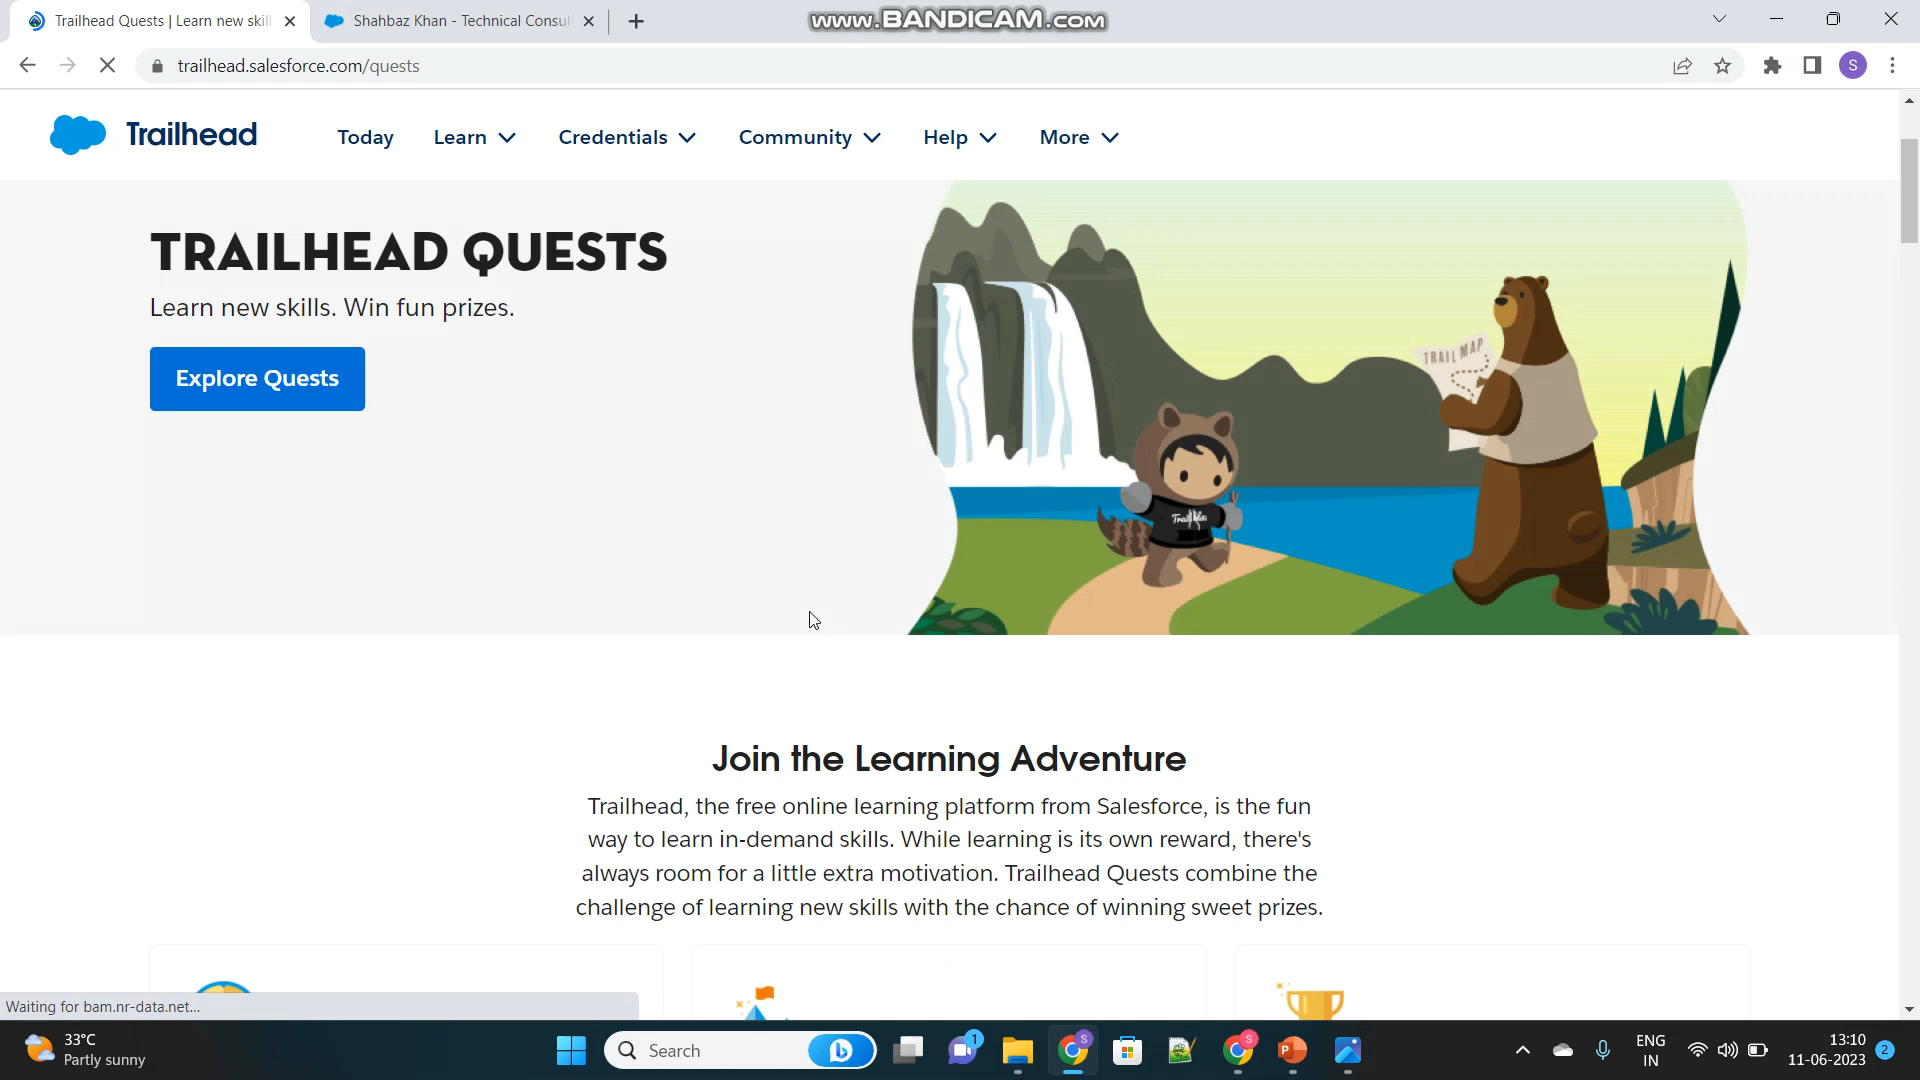 Trailhead Quests | Learn new skil
Shahbaz Khan - Technical Consul
www.BANDICAM.com
trailhead.salesforce.com/quests
S
Trailhead
Today
Learn
Credentials
Community
Help
More
TRAILHEAD QUESTS
Learn new skills. Win fun prizes.
Explore Quests
TRAIL MAP
Join the Learning Adventure
Trailhead, the free online learning platform from Salesforce, is the fun
way to learn in-demand skills. While learning is its own reward, there's
always room for a little extra motivation. Trailhead Quests combine the
challenge of learning new skills with the chance of winning sweet prizes.
Waiting for bam.nr-data.net...
33°C
Partly sunny
Search
1
S
S
P
ENG
IN
13:10
11-06-2023
2